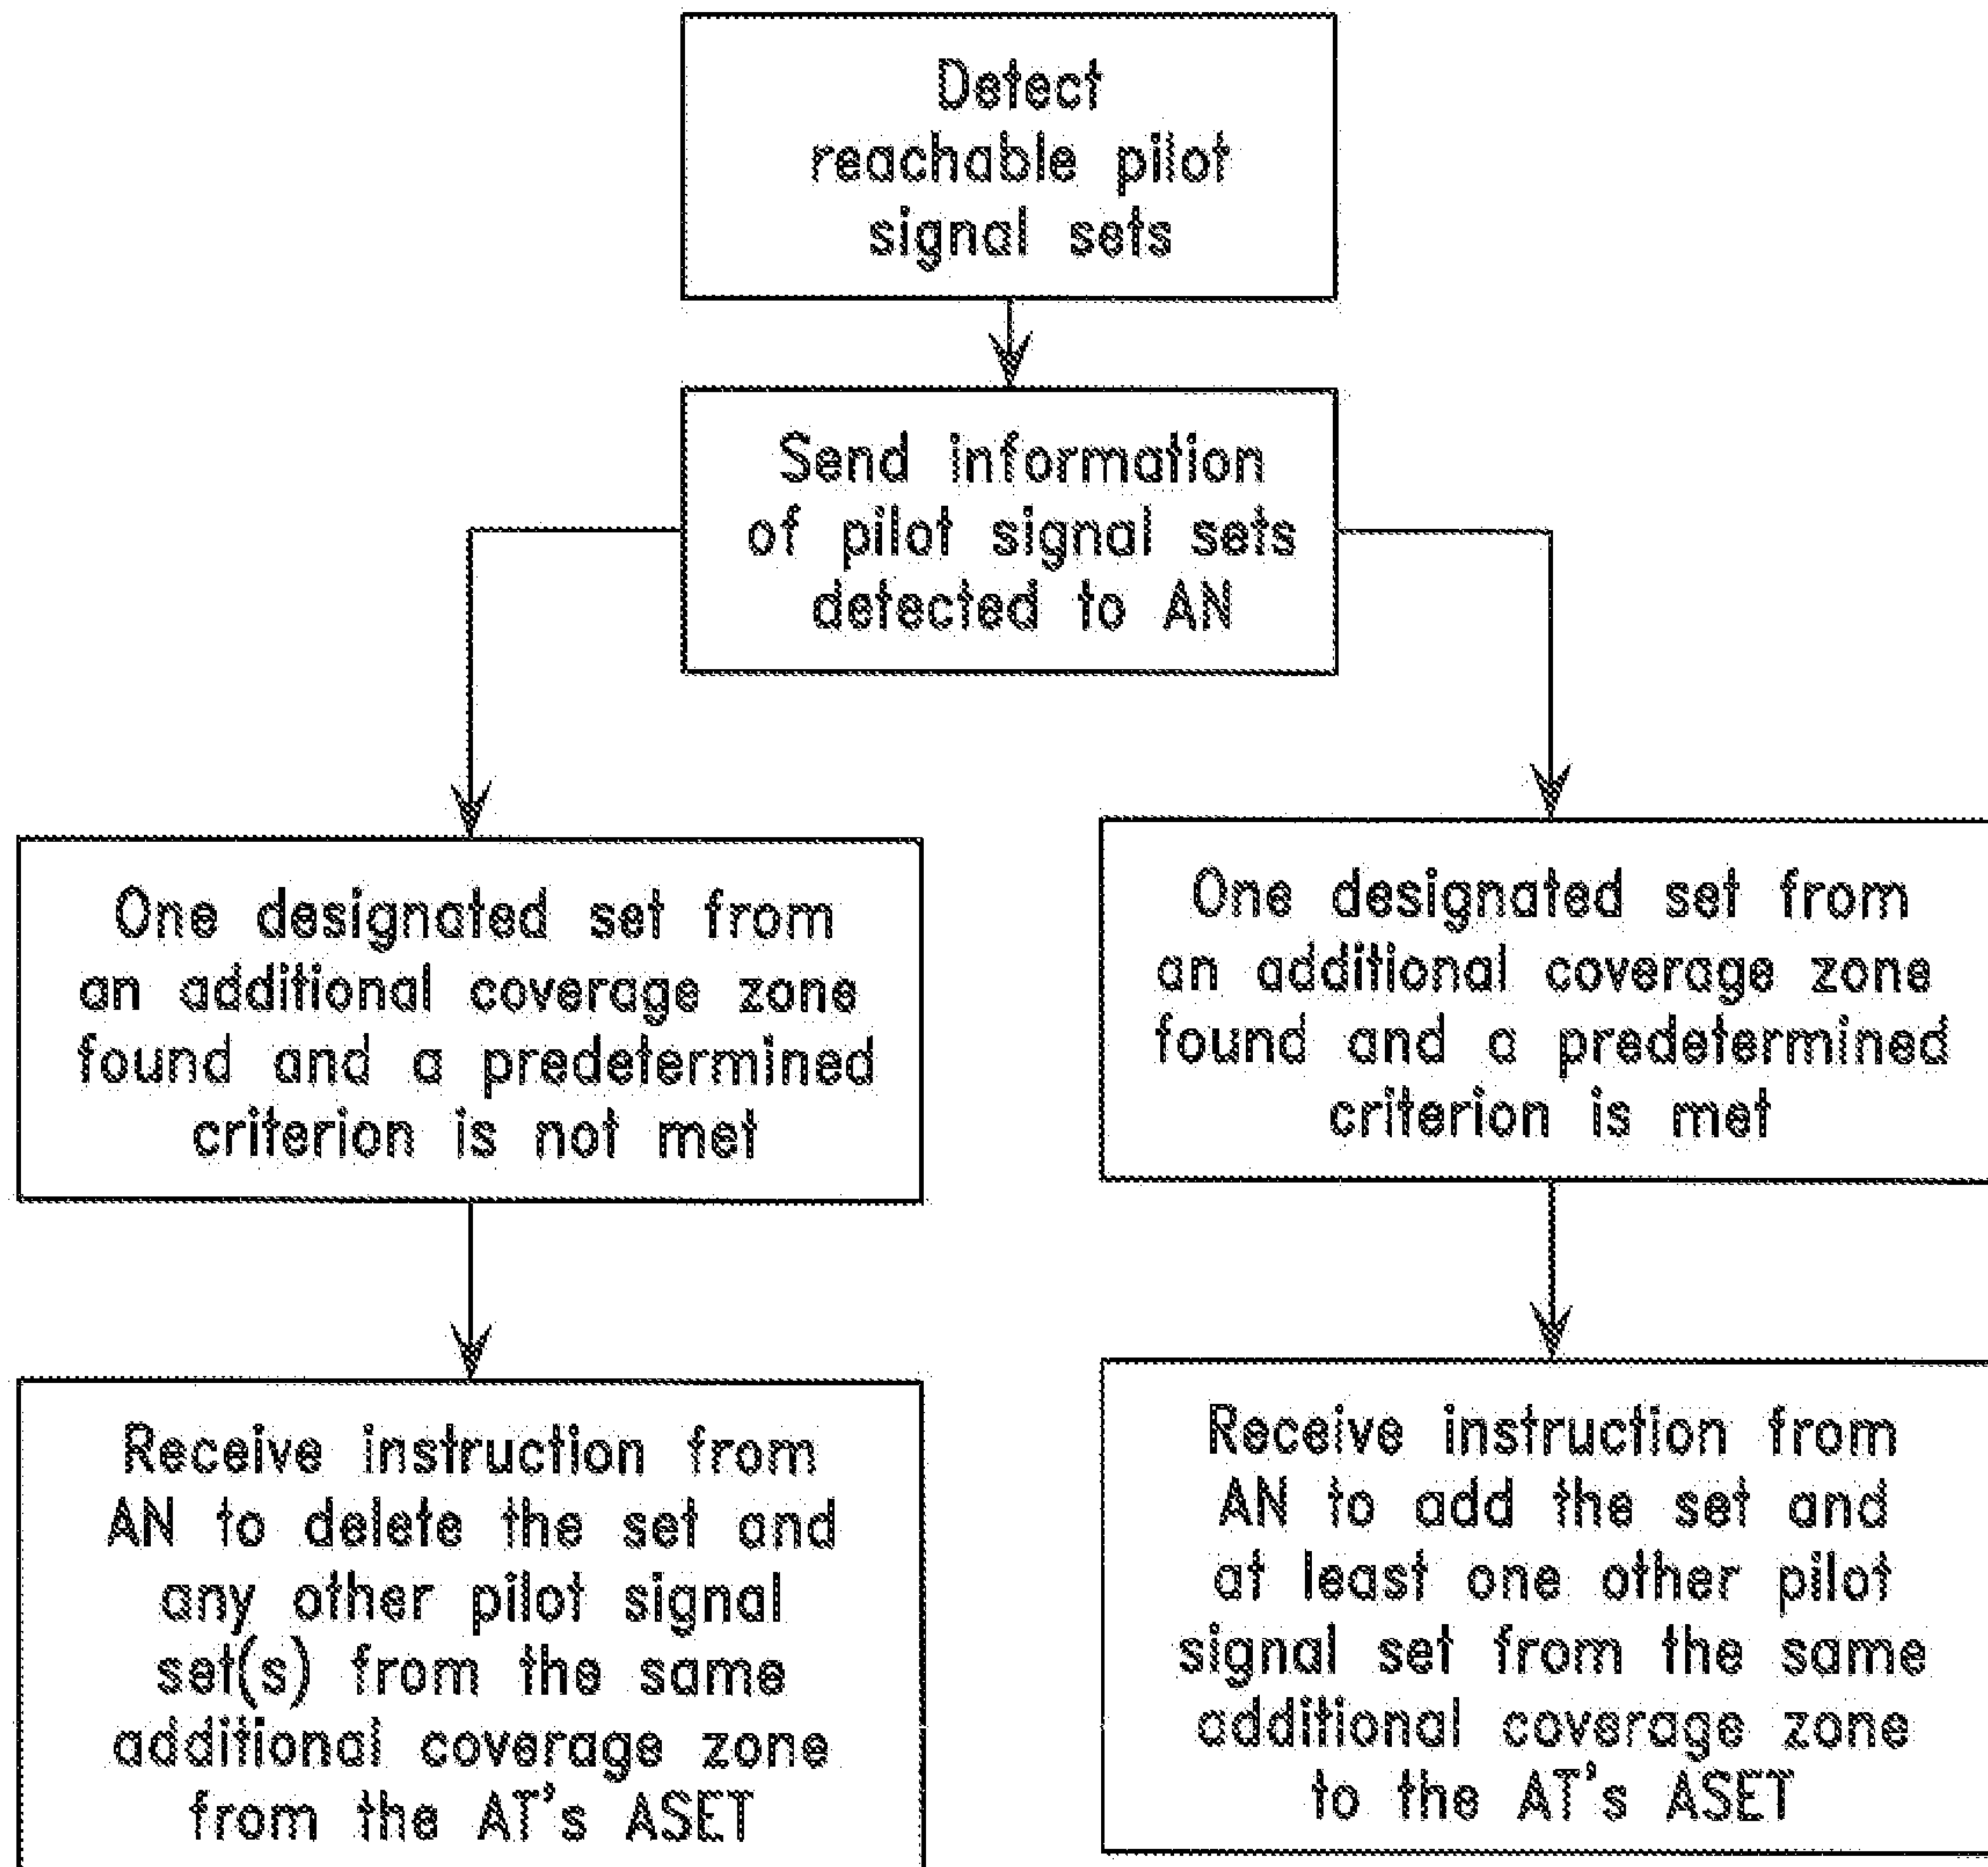 Detect
reachable pilot
signal sets
Send information
of pilot signal sets
detected to AN
One designated set from
an additional coverage zone
found and a predetermined
criterion is not met
One designated set from
an additional coverage zone
found and a predetermined
criterion is met
Receive instruction from
AN to delete the set and
any other pilot signal
set(s) from the same
additional coverage zone
from the AT's ASET
Receive instruction from
AN to add the set and
at least one other pilot
signal set from the same
additional coverage zone
to the AT's ASET